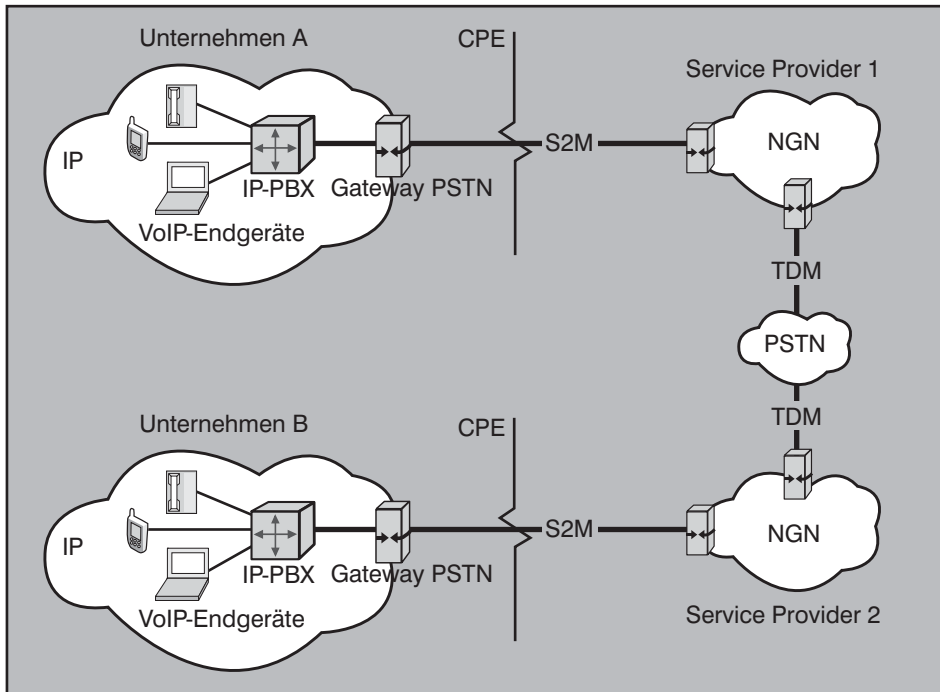 Unternehmen A
CPE
Service Provider 1
IP
IP-PBX
Gateway PSTN
VoIP-Endgeräte
S2M
NGN
TDM
PSTN
TDM
Unternehmen B
CPE
IP
IP-PBX
Gateway PSTN
VoIP-Endgeräte
S2M
NGN
Service Provider 2